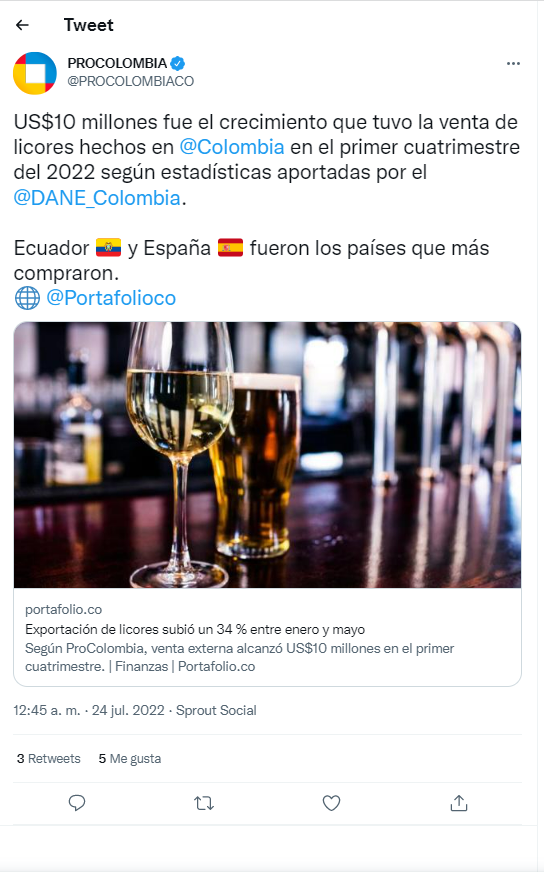 Tweet
PROCOLOMBIA
@PROCOLOMBIACO
US$10 millones fue el crecimiento que tuvo la venta de
licores hechos en @Colombia en el primer cuatrimestre
del 2022 según estadísticas aportadas por el
@DANE_Colombia.
Ecuador 🇪🇨 y España 🇪🇸 fueron los países que más
compraron.
🌐 @Portafolioco
portafolio.co
Exportación de licores subió un 34 % entre enero y mayo
Según ProColombia, venta externa alcanzó US$10 millones en el primer
cuatrimestre. | Finanzas | Portafolio.co
12:45 a. m. · 24 jul. 2022 · Sprout Social
3 Retweets 5 Me gusta